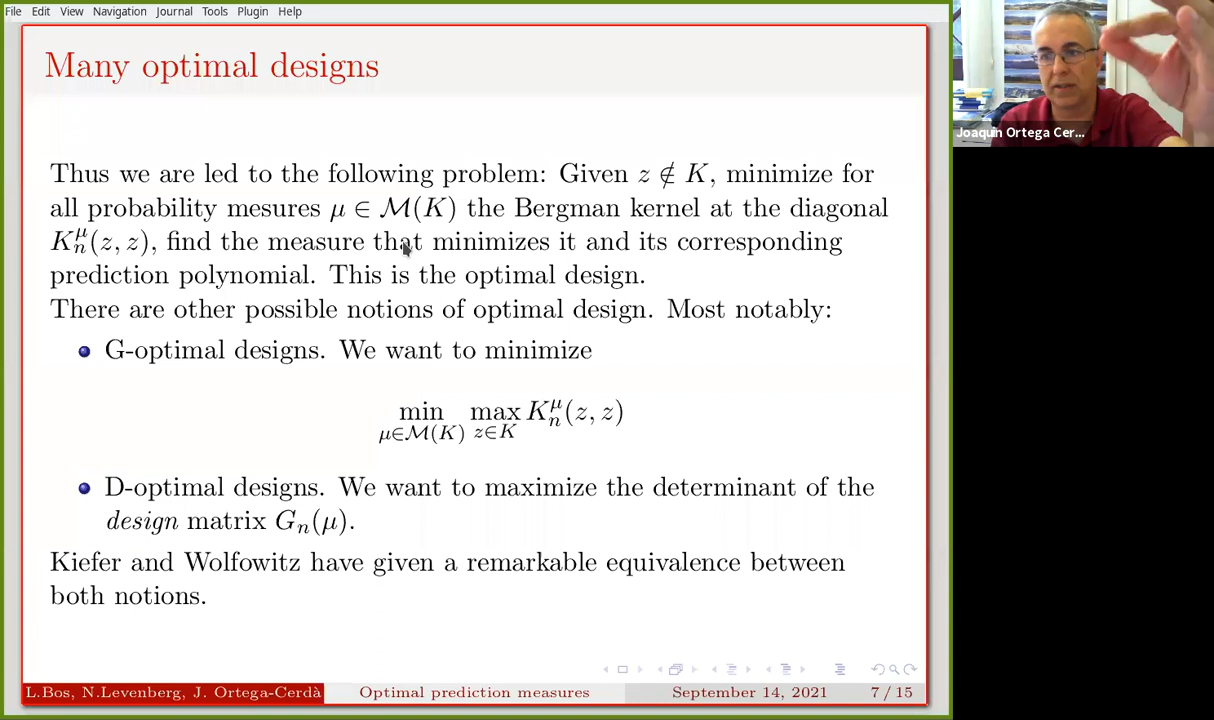 File Edit View Navigation Journal Tools Plugin Help
Many optimal designs
Thus we are led to the following problem: Given z ∉ K, minimize for
all probability mesures μ ∈ ℳ(K) the Bergman kernel at the diagonal
K_n^μ(z, z), find the measure that minimizes it and its corresponding
prediction polynomial. This is the optimal design.
There are other possible notions of optimal design. Most notably:
G-optimal designs. We want to minimize
min max K_n^μ(z, z)
μ∈ℳ(K) z∈K
D-optimal designs. We want to maximize the determinant of the
design matrix G_n(μ).
Kiefer and Wolfowitz have given a remarkable equivalence between
both notions.
L.Bos, N.Levenberg, J. Ortega-Cerdà Optimal prediction measures September 14, 2021 7 / 15
Joaquin Ortega Cer...